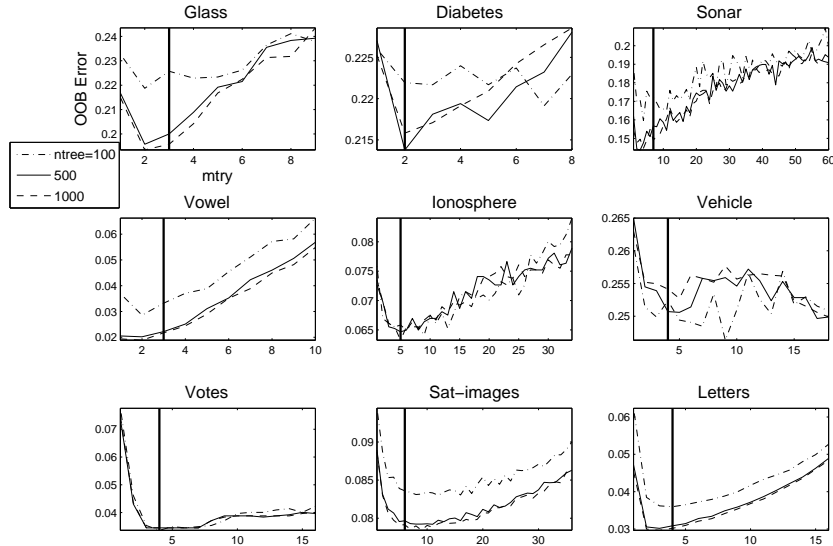 Glass
Diabetes
Sonar
OOB Error
0.24
0.23
0.22
0.21
0.2
2 4 6 8
mtry
0.225
0.22
0.215
2 4 6 8
0.2
0.19
0.18
0.17
0.16
0.15
10 20 30 40 50 60
ntree=100
500
1000
Vowel
Ionosphere
Vehicle
0.06
0.05
0.04
0.03
0.02
2 4 6 8 10
0.08
0.075
0.07
0.065
5 10 15 20 25 30
0.265
0.26
0.255
0.25
5 10 15
Votes
Sat−images
Letters
0.07
0.06
0.05
0.04
5 10 15
0.09
0.085
0.08
5 10 15 20 25 30 35
0.06
0.05
0.04
0.03
5 10 15